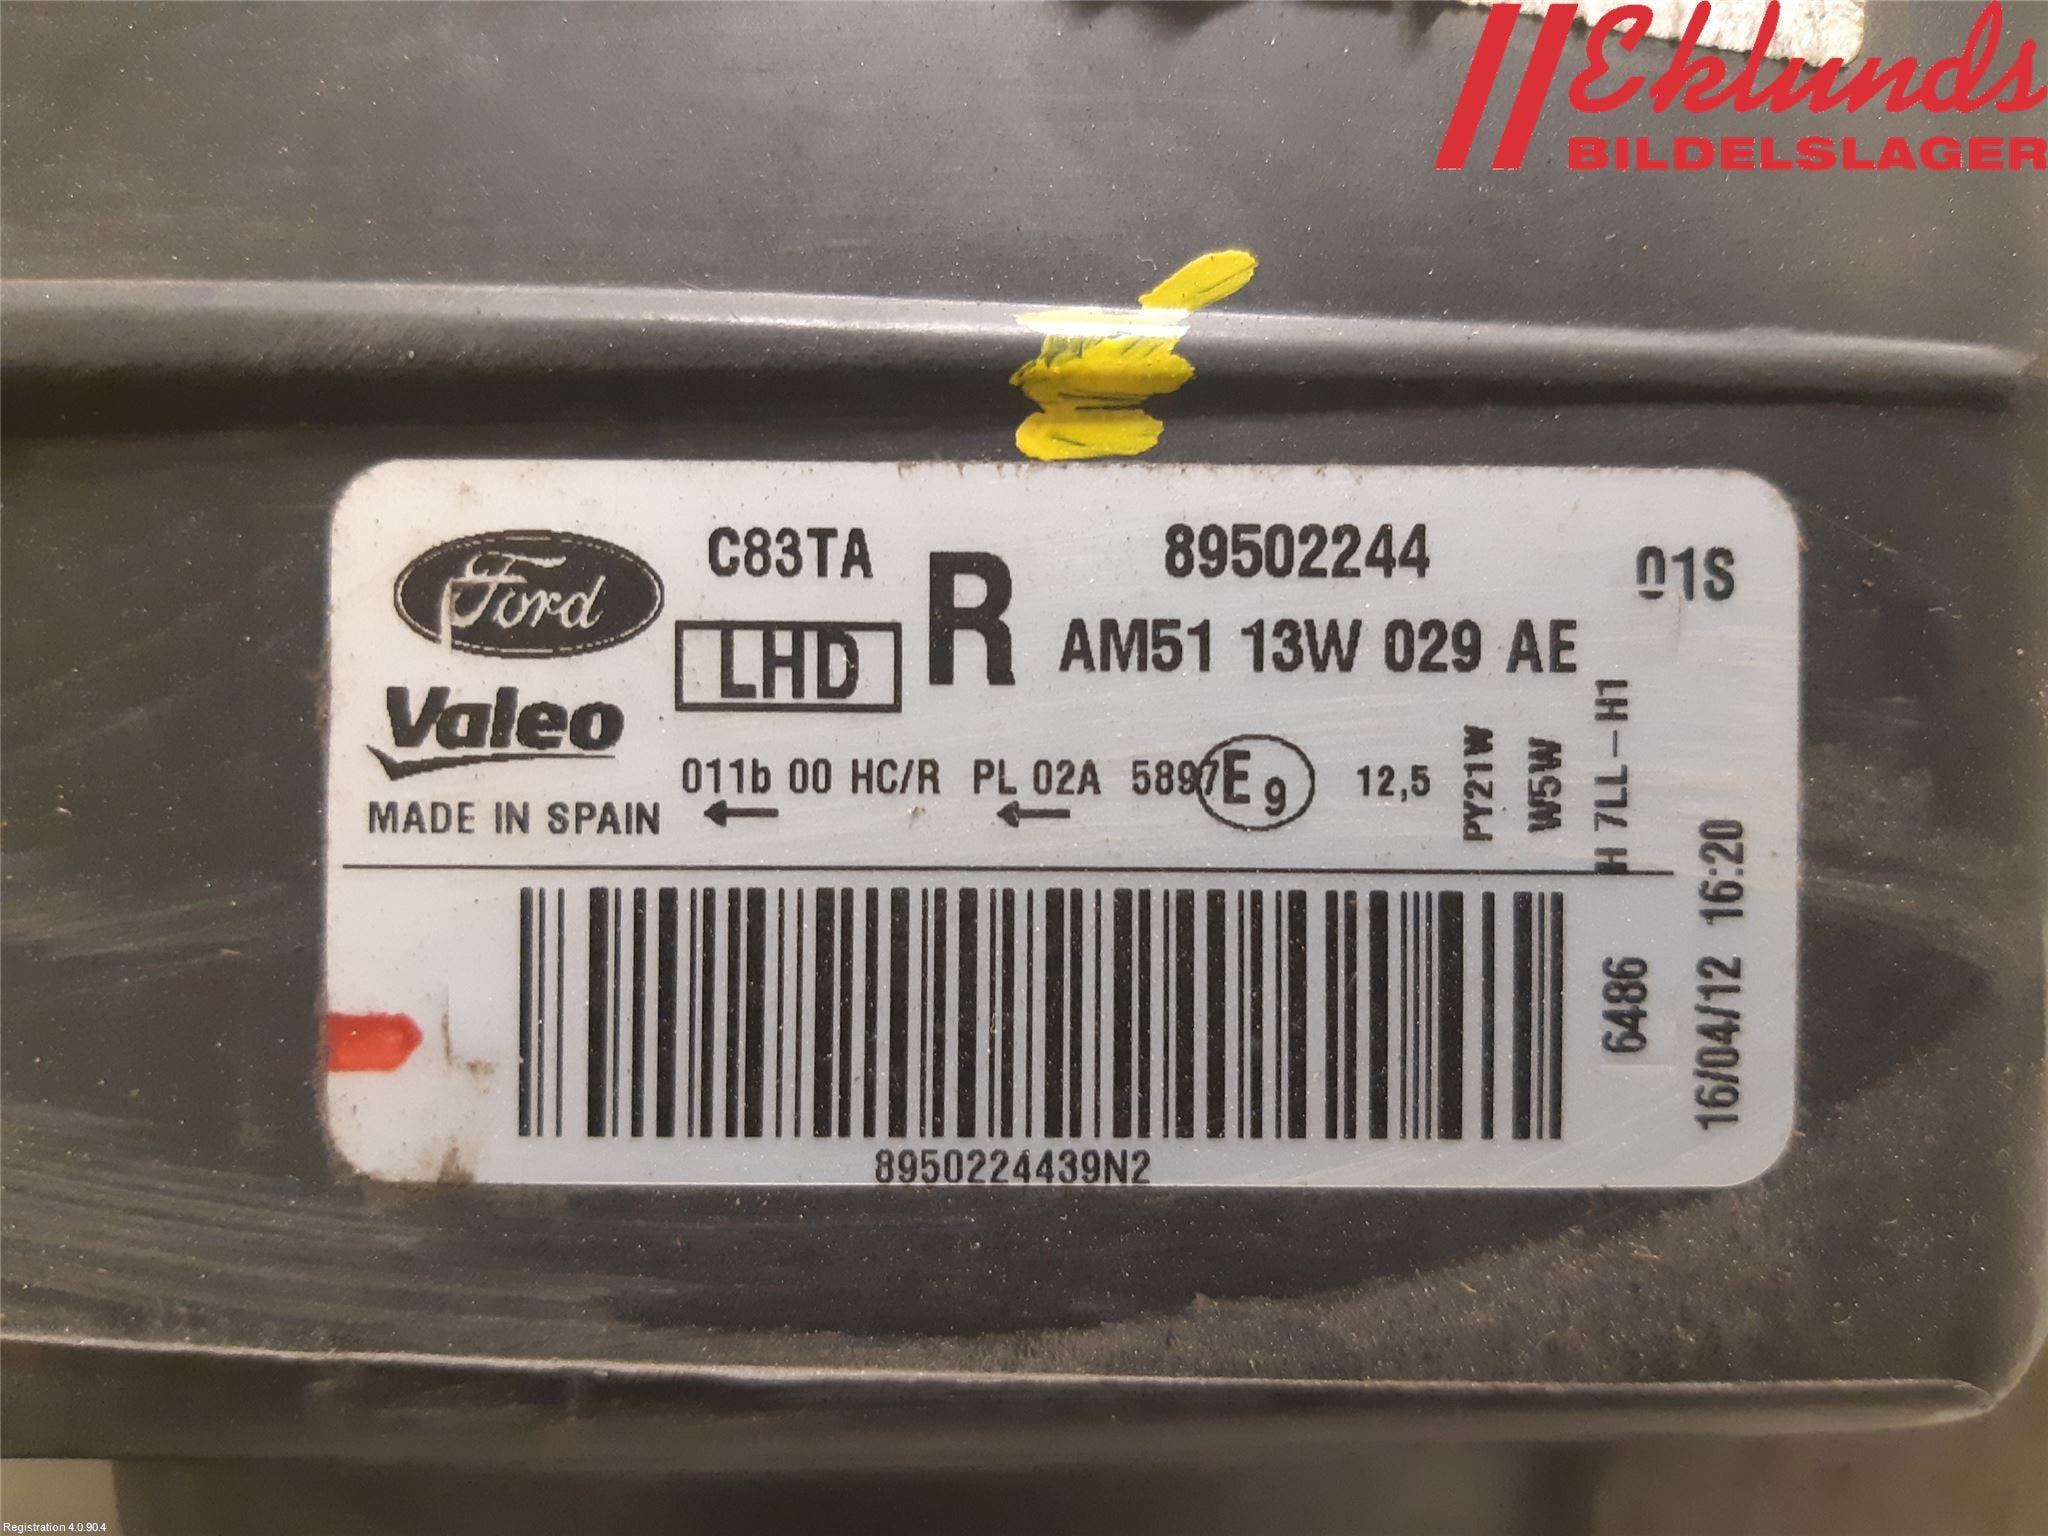 Eklunds
BILDELSLAGER
Ford
C83TA
R
89502244
01S
LHD
AM51 13W 029 AE
Valeo
MADE IN SPAIN
011b 00 HC/R PL 02A 5897 E9 12,5
PY21W
W5W
H 7LL-H1
6486
16/04/12 16:20
8950224439N2
Registration 4.0.90.4